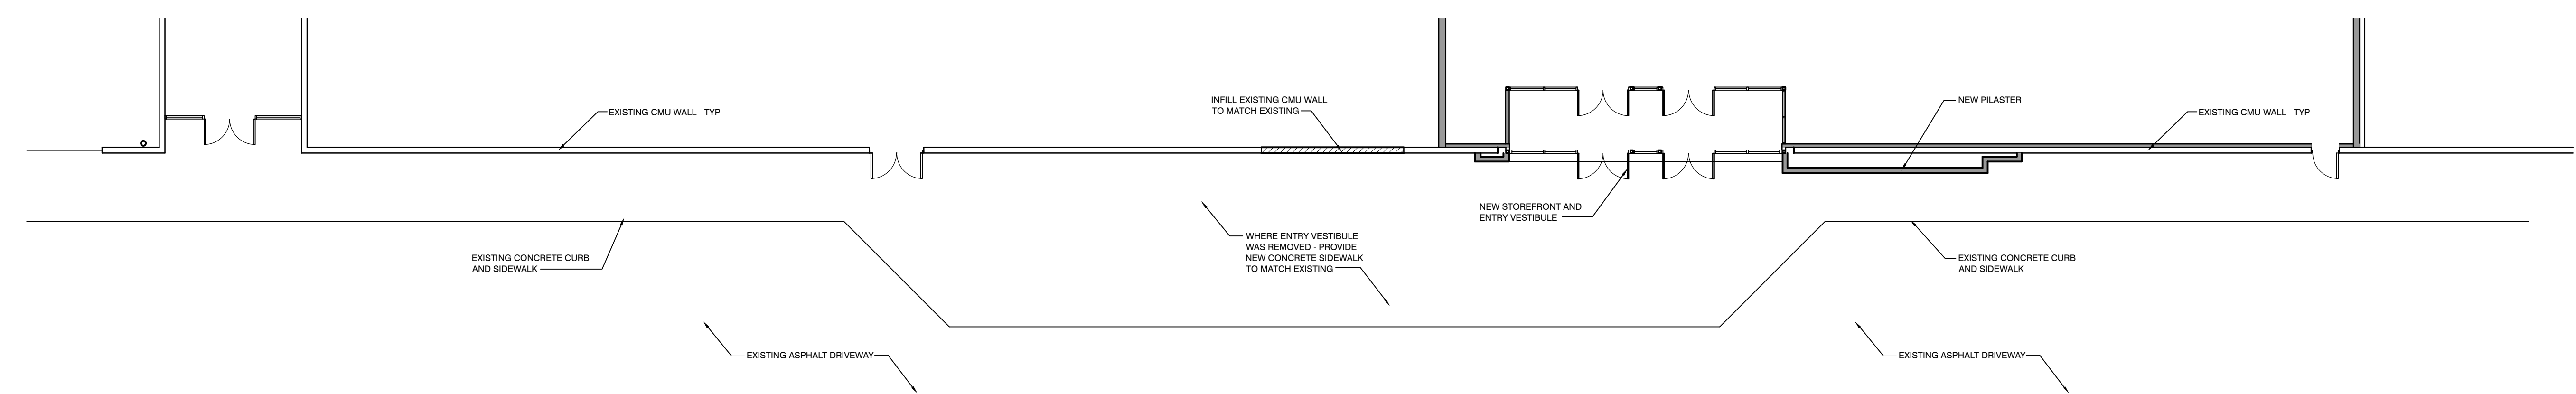 EXISTING CMU WALL - TYP
INFILL EXISTING CMU WALL
TO MATCH EXISTING
NEW PILASTER
EXISTING CMU WALL - TYP
NEW STOREFRONT AND
ENTRY VESTIBULE
WHERE ENTRY VESTIBULE
WAS REMOVED - PROVIDE
NEW CONCRETE SIDEWALK
TO MATCH EXISTING
EXISTING CONCRETE CURB
AND SIDEWALK
EXISTING CONCRETE CURB
AND SIDEWALK
EXISTING ASPHALT DRIVEWAY
EXISTING ASPHALT DRIVEWAY